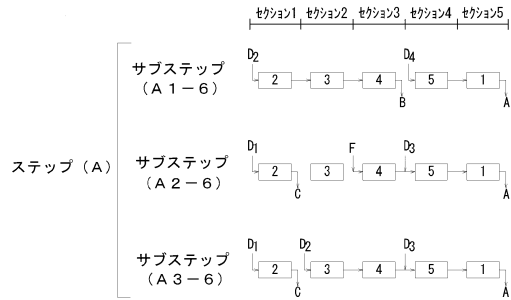 セクション1 セクション2 セクション3 セクション4 セクション5
D2 D4
サブステップ
(A1-6)
2 3 4 5 1
B A
ステップ(A)
D1 F D3
サブステップ
(A2-6)
2 3 4 5 1
C A
D1 D2 D3
サブステップ
(A3-6)
2 3 4 5 1
C A